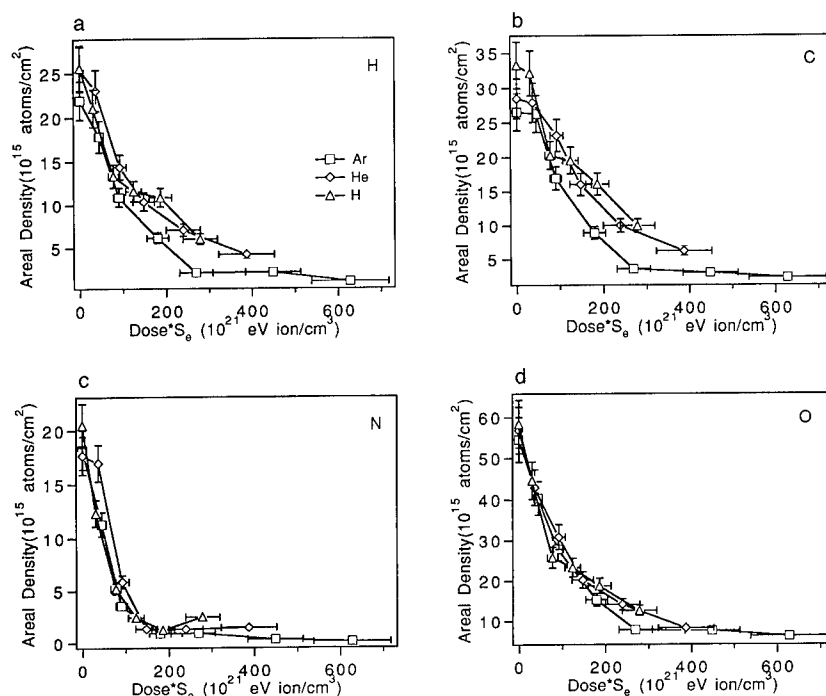 a
H
25
20
15
10
5
Areal Density(10^15 atoms/cm^2)
Ar
He
H
0
200
400
600
Dose*S_e (10^21 eV ion/cm^3)
b
C
35
30
25
20
15
10
5
Areal Density(10^15 atoms/cm^2)
0
200
400
600
Dose*S_e (10^21 eV ion/cm^3)
c
N
20
15
10
5
0
Areal Density(10^15 atoms/cm^2)
0
200
400
600
Dose*S_e (10^21 eV ion/cm^3)
d
O
60
50
40
30
20
10
Areal Density(10^15 atoms/cm^2)
0
200
400
600
Dose*S_e (10^21 eV ion/cm^3)